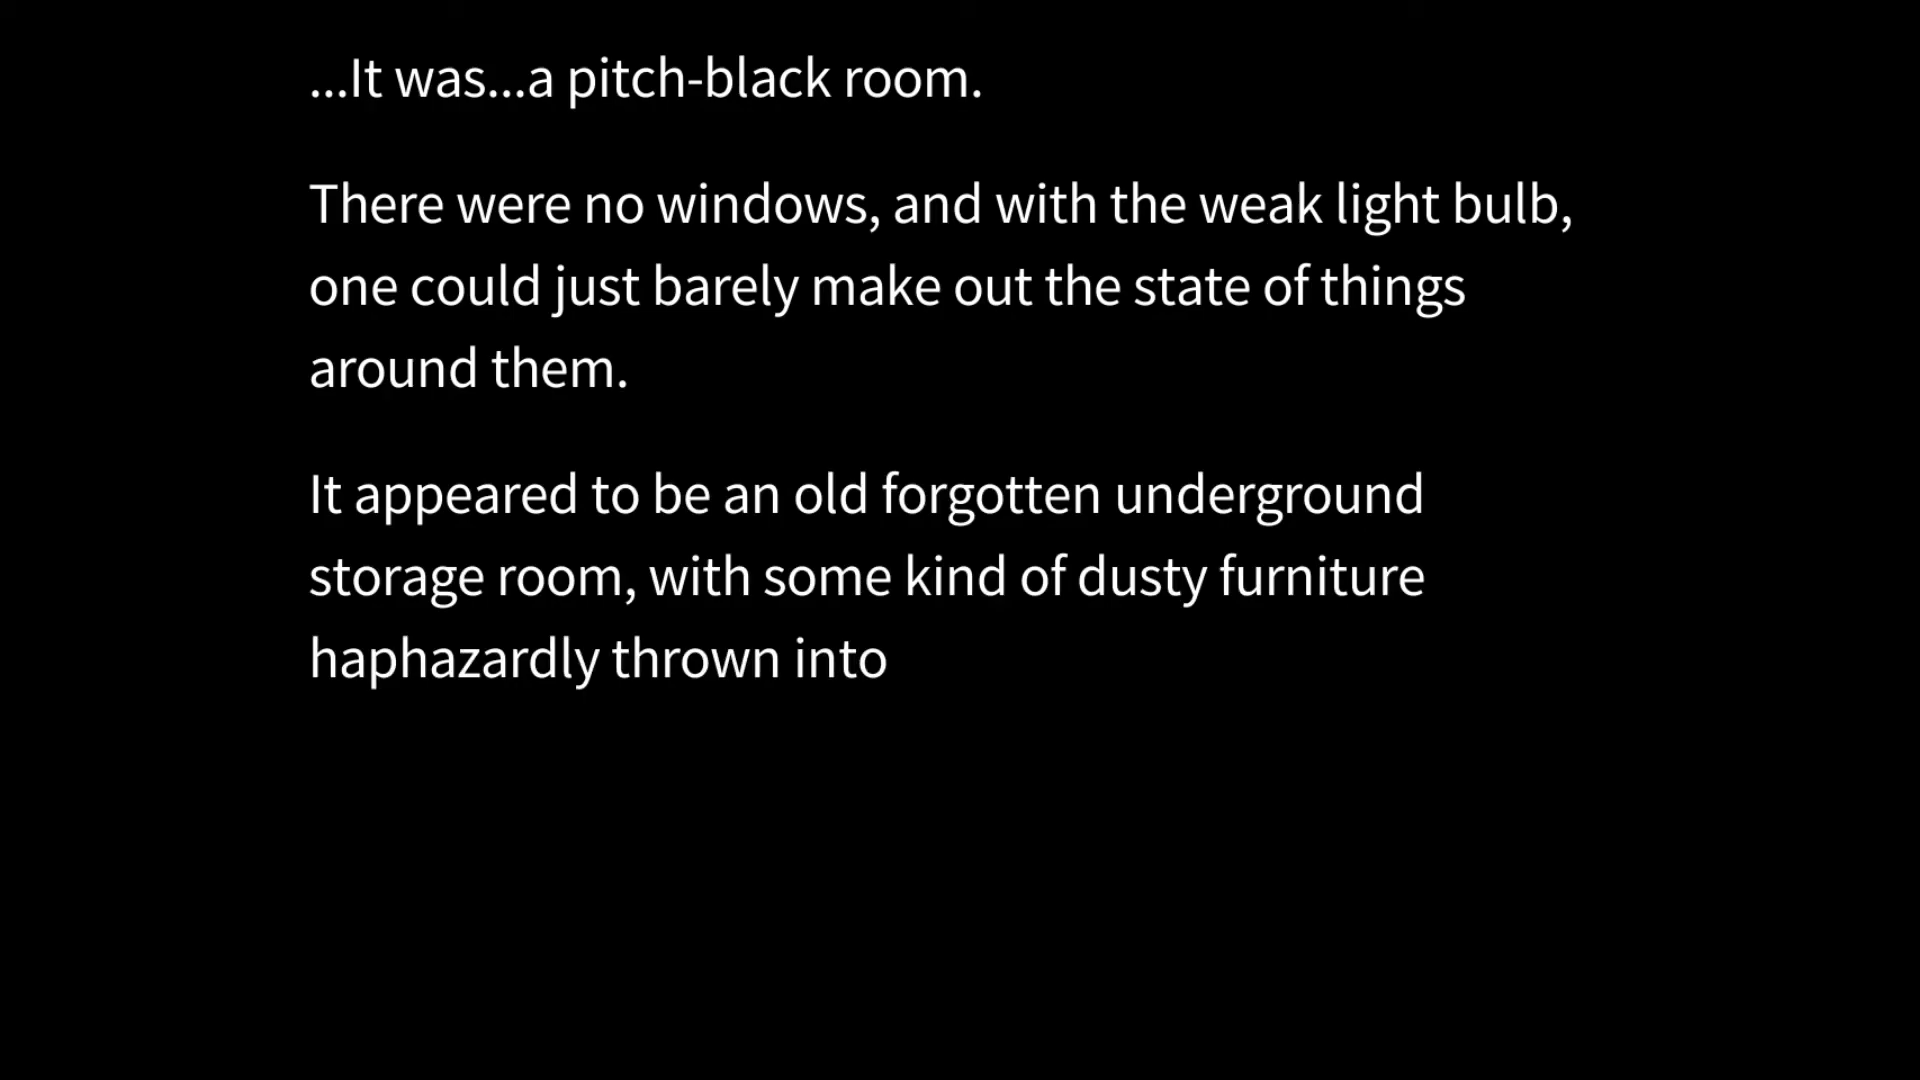 ...It was...a pitch-black room.
There were no windows, and with the weak light bulb,
one could just barely make out the state of things
around them.
It appeared to be an old forgotten underground
storage room, with some kind of dusty furniture
haphazardly thrown into